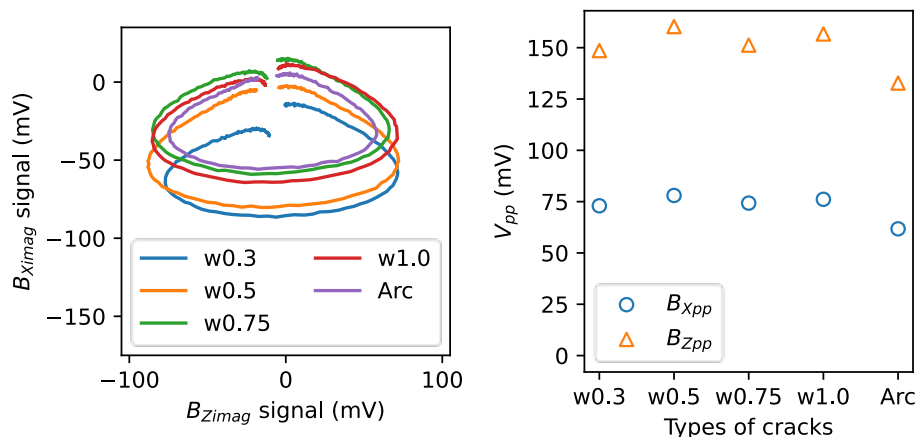 B_Ximag signal (mV)
0
−50
−100
−150
w0.3
w0.5
w0.75
w1.0
Arc
−100
0
100
B_Zimag signal (mV)
V_pp (mV)
150
125
100
75
50
25
0
B_Xpp
B_Zpp
w0.3 w0.5 w0.75 w1.0 Arc
Types of cracks